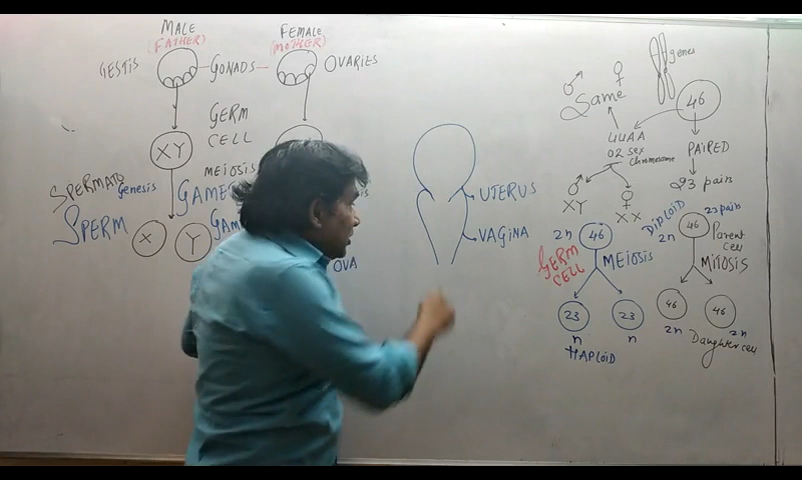 MALE
(FATHER)
FEMALE
(MOTHER)
GESTIS
GONADS
OVARIES
GERM
CELL
XY
MEIOSIS
SPERMATO
Genesis
GAME
SPERM
X
Y
GAM
OVA
UTERUS
VAGINA
genes
46
♂
♀
Same
44AA
02 sex
chromosome
PAIRED
23 pairs
♂
XY
♀
XX
2n
46
GERM
CELL
MEIOSIS
23
23
n
n
HAPLOID
DIPLOID
2n
46
23 pairs
Parent
cell
MITOSIS
46
46
2n
2n
Daughter cell